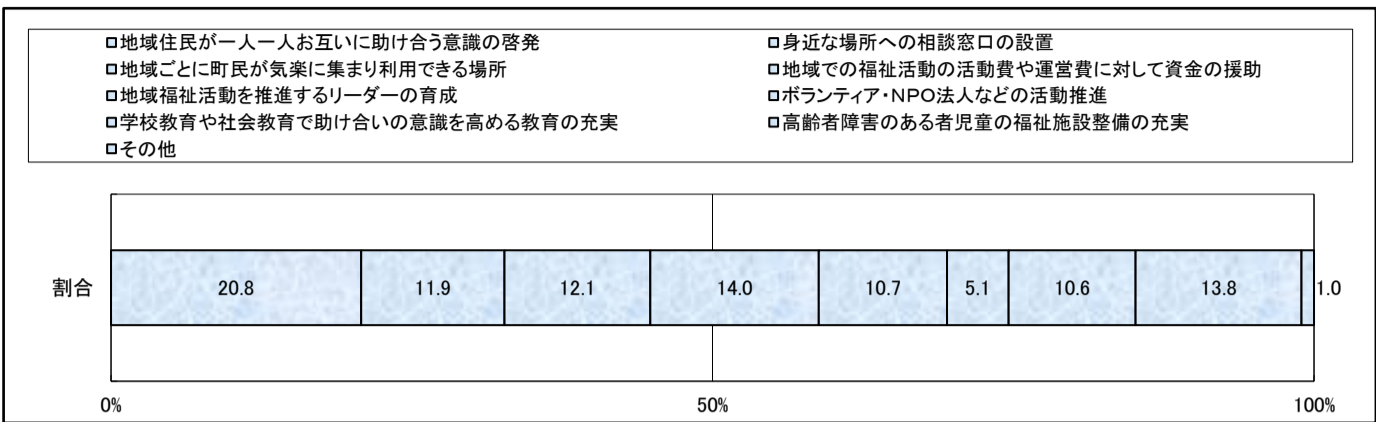 □地域住民が一人一人お互いに助け合う意識の啓発 □身近な場所への相談窓口の設置
□地域ごとに町民が気楽に集まり利用できる場所 □地域での福祉活動の活動費や運営費に対して資金の援助
□地域福祉活動を推進するリーダーの育成 □ボランティア・NPO法人などの活動推進
□学校教育や社会教育で助け合いの意識を高める教育の充実 □高齢者障害のある者児童の福祉施設整備の充実
□その他
割合 20.8 11.9 12.1 14.0 10.7 5.1 10.6 13.8 1.0
0% 50% 100%